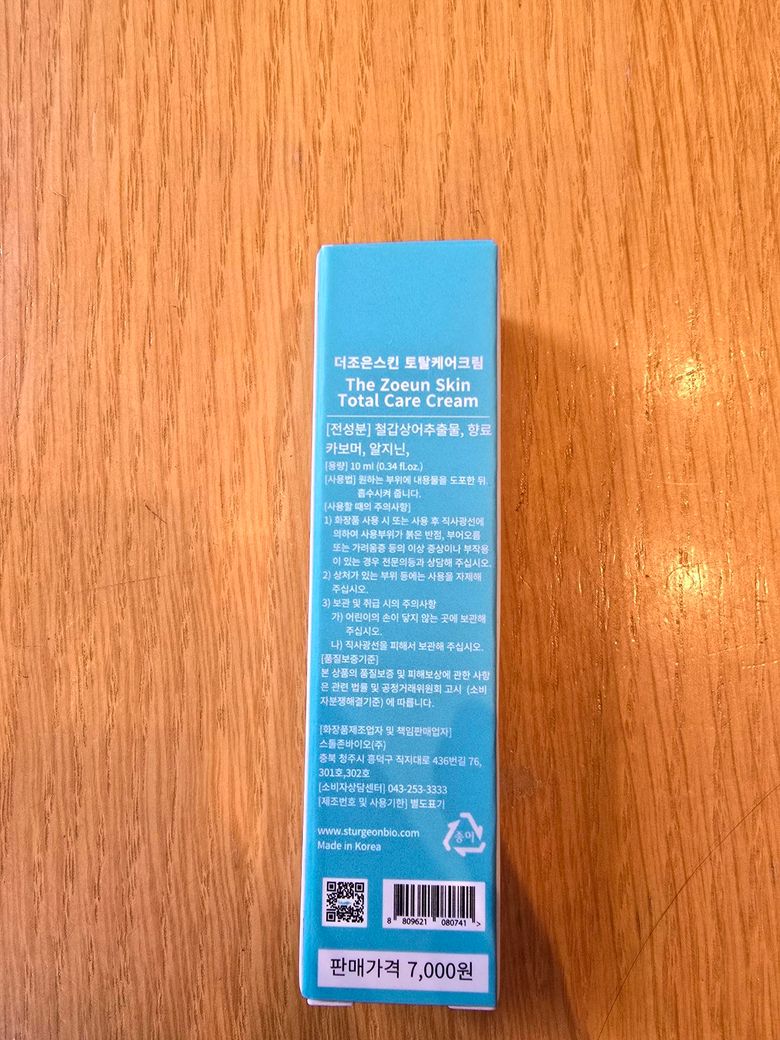 더조은스킨 토탈케어크림
The Zoeun Skin
Total Care Cream
[전성분] 철갑상어추출물, 향료
카보머, 알지닌,
[용량] 10 ml (0.34 fl.oz.)
[사용법] 원하는 부위에 내용물을 도포한 뒤.
흡수시켜 줍니다.
[사용할 때의 주의사항]
1) 화장품 사용 시 또는 사용 후 직사광선에
의하여 사용부위가 붉은 반점, 부어오름
또는 가려움증 등의 이상 증상이나 부작용
이 있는 경우 전문의등과 상담해 주십시오.
2) 상처가 있는 부위 등에는 사용을 자제해
주십시오.
3) 보관 및 취급 시의 주의사항
가) 어린이의 손이 닿지 않는 곳에 보관해
주십시오.
나) 직사광선을 피해서 보관해 주십시오.
[품질보증기준]
본 상품의 품질보증 및 피해보상에 관한 사항
은 관련 법률 및 공정거래위원회 고시 (소비
자분쟁해결기준) 에 따릅니다.
[화장품제조업자 및 책임판매업자]
스톨존바이오(주)
충북 청주시 흥덕구 직지대로 436번길 76,
301호,302호
[소비자상담센터] 043-253-3333
[제조번호 및 사용기한] 별도표기
www.sturgeonbio.com
Made in Korea
종이
8 809621 080741 >
판매가격 7,000원